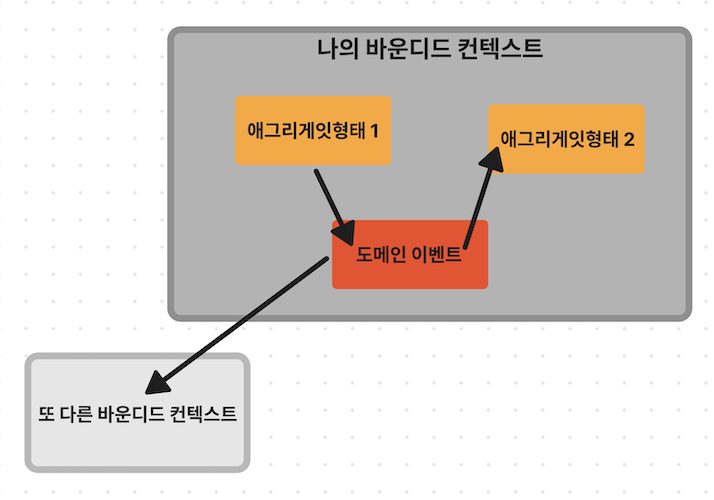 나의 바운디드 컨텍스트
애그리게잇형태 1
애그리게잇형태 2
도메인 이벤트
또 다른 바운디드 컨텍스트